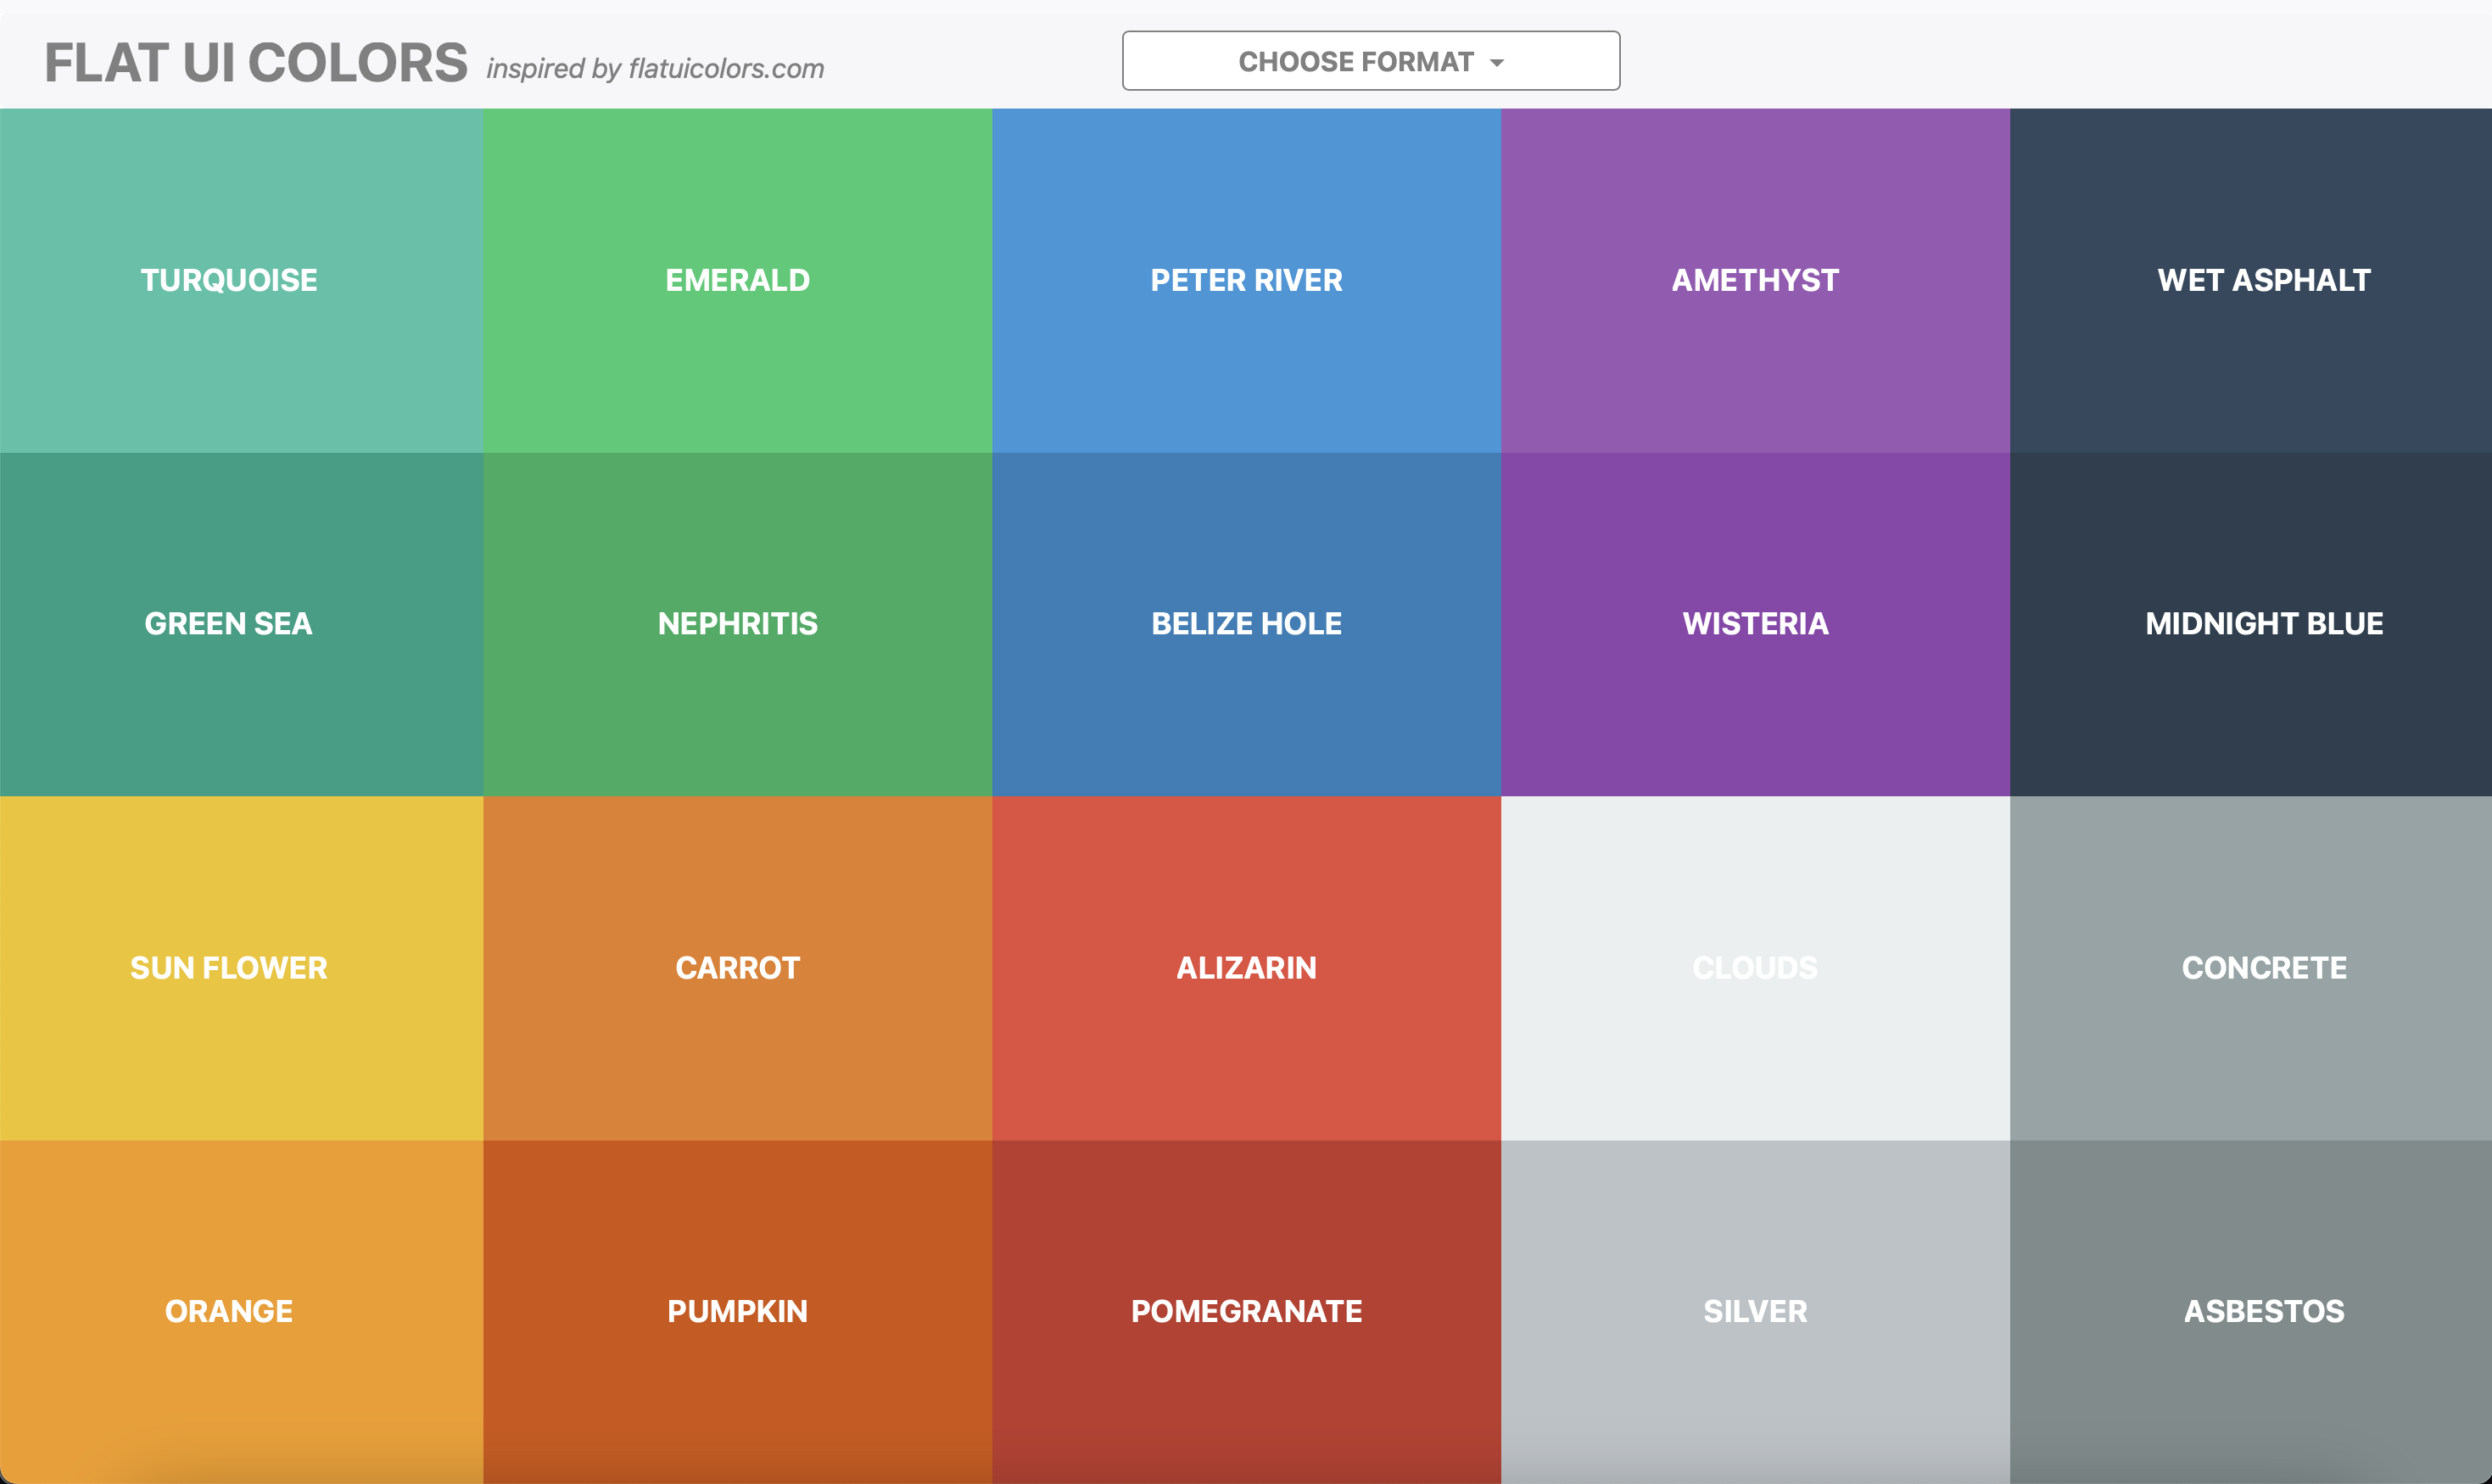 FLAT UI COLORS inspired by flatuicolors.com
CHOOSE FORMAT
TURQUOISE
EMERALD
PETER RIVER
AMETHYST
WET ASPHALT
GREEN SEA
NEPHRITIS
BELIZE HOLE
WISTERIA
MIDNIGHT BLUE
SUN FLOWER
CARROT
ALIZARIN
CLOUDS
CONCRETE
ORANGE
PUMPKIN
POMEGRANATE
SILVER
ASBESTOS